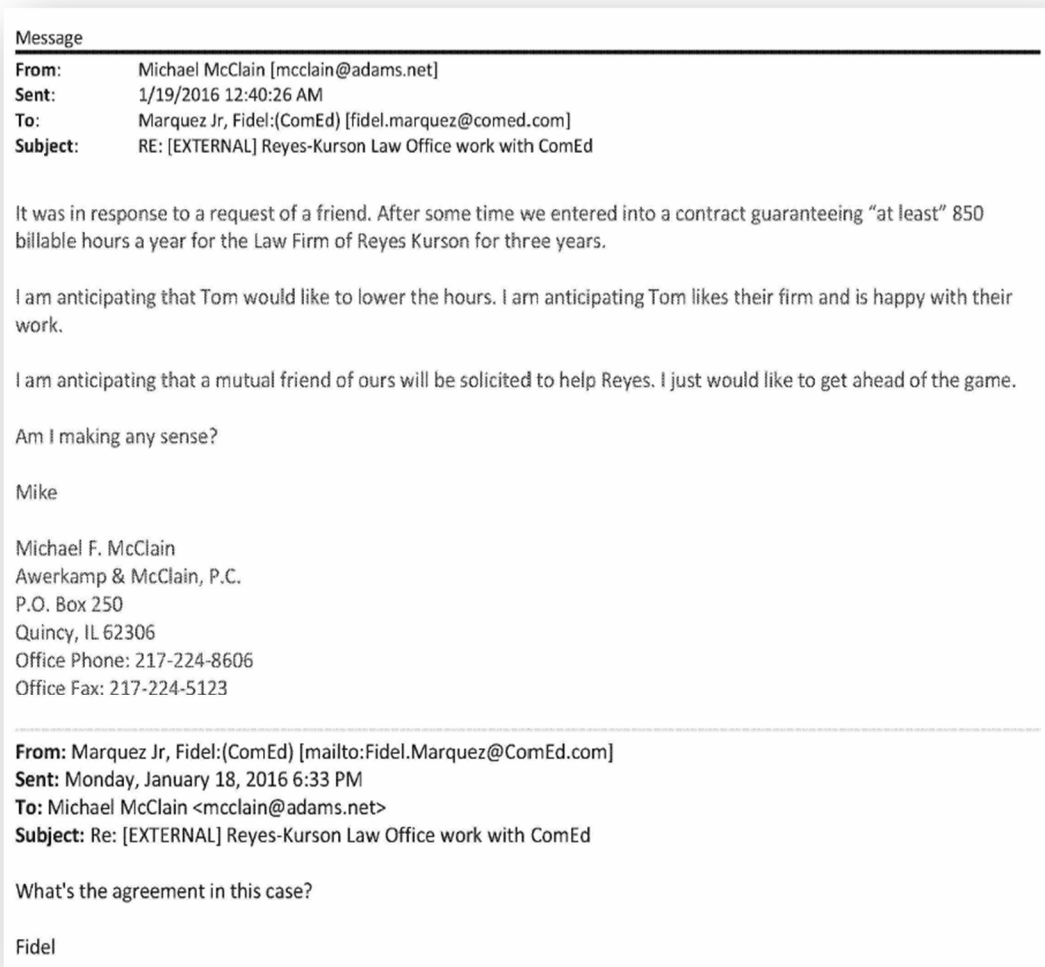 Message
From: Michael McClain [mcclain@adams.net]
Sent: 1/19/2016 12:40:26 AM
To: Marquez Jr, Fidel:(ComEd) [fidel.marquez@comed.com]
Subject: RE: [EXTERNAL] Reyes-Kurson Law Office work with ComEd
It was in response to a request of a friend. After some time we entered into a contract guaranteeing “at least” 850
billable hours a year for the Law Firm of Reyes Kurson for three years.
I am anticipating that Tom would like to lower the hours. I am anticipating Tom likes their firm and is happy with their
work.
I am anticipating that a mutual friend of ours will be solicited to help Reyes. I just would like to get ahead of the game.
Am I making any sense?
Mike
Michael F. McClain
Awerkamp & McClain, P.C.
P.O. Box 250
Quincy, IL 62306
Office Phone: 217-224-8606
Office Fax: 217-224-5123
From: Marquez Jr, Fidel:(ComEd) [mailto:Fidel.Marquez@ComEd.com]
Sent: Monday, January 18, 2016 6:33 PM
To: Michael McClain <mcclain@adams.net>
Subject: Re: [EXTERNAL] Reyes-Kurson Law Office work with ComEd
What's the agreement in this case?
Fidel